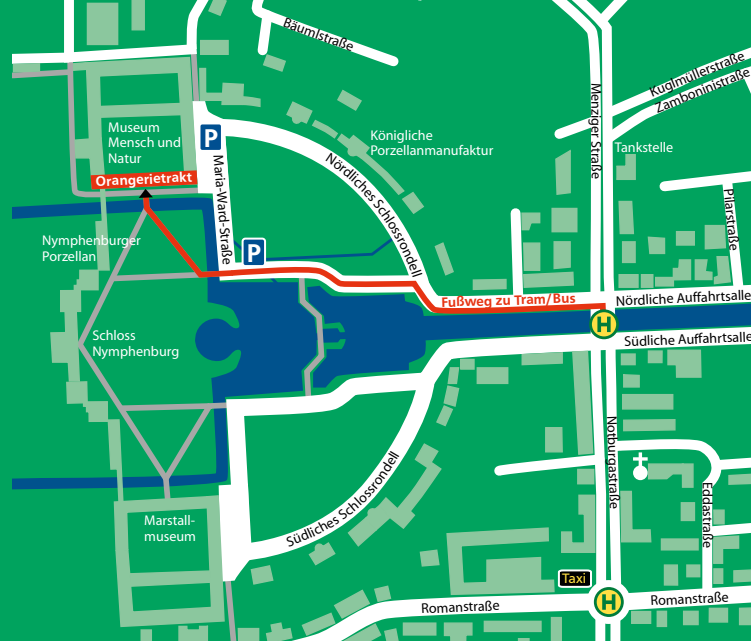 Bäumlstraße
Kuglmüllerstraße
Zamboninistraße
Menziger Straße
Museum
Mensch und
Natur
P
Königliche
Porzellanmanufaktur
Tankstelle
Orangerietrakt
Maria-Ward-Straße
Nördliches Schlossrondell
Pilarstraße
Nymphenburger
Porzellan
P
Fußweg zu Tram/Bus
Nördliche Auffahrtsalle
H
Südliche Auffahrtsalle
Schloss
Nymphenburg
Notburgastraße
Eddastraße
Südliches Schlossrondell
Marstall-
museum
Taxi
H
Romanstraße
Romanstraße